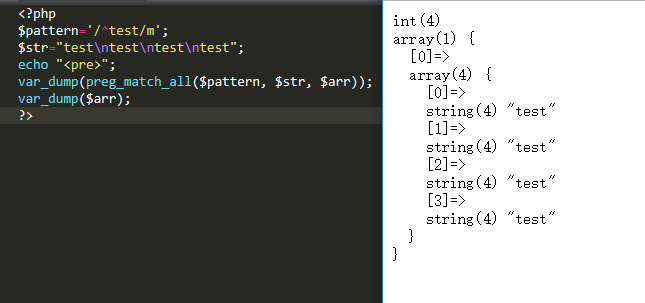 <?php
$pattern='/^test/m';
$str="test\ntest\ntest\ntest";
echo "<pre>";
var_dump(preg_match_all($pattern, $str, $arr));
var_dump($arr);
?>
int(4)
array(1) {
  [0]=>
  array(4) {
    [0]=>
    string(4) "test"
    [1]=>
    string(4) "test"
    [2]=>
    string(4) "test"
    [3]=>
    string(4) "test"
  }
}